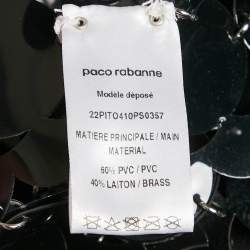 paco rabanne
Modèle déposé
22PITO410PS0357
MATIERE PRINCIPALE / MAIN
MATERIAL
60% PVC / PVC
40% LAITON / BRASS